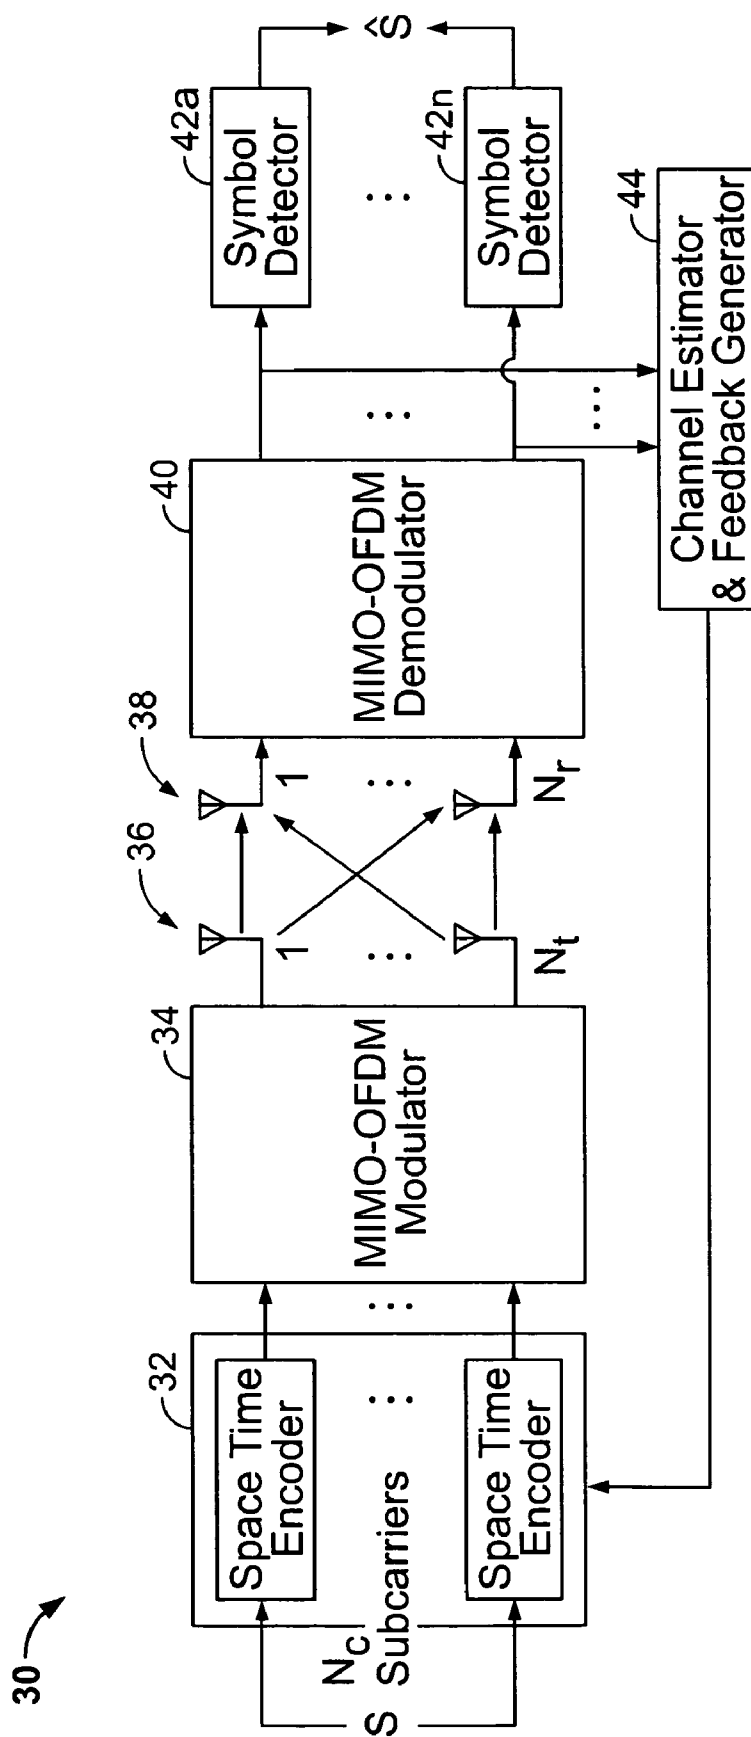 30
S
N_c
Subcarriers
32
Space Time
Encoder
...
Space Time
Encoder
...
34
MIMO-OFDM
Modulator
36
1
...
N_t
38
1
...
N_r
40
MIMO-OFDM
Demodulator
...
...
42a
Symbol
Detector
...
42n
Symbol
Detector
Ŝ
44
Channel Estimator
& Feedback Generator